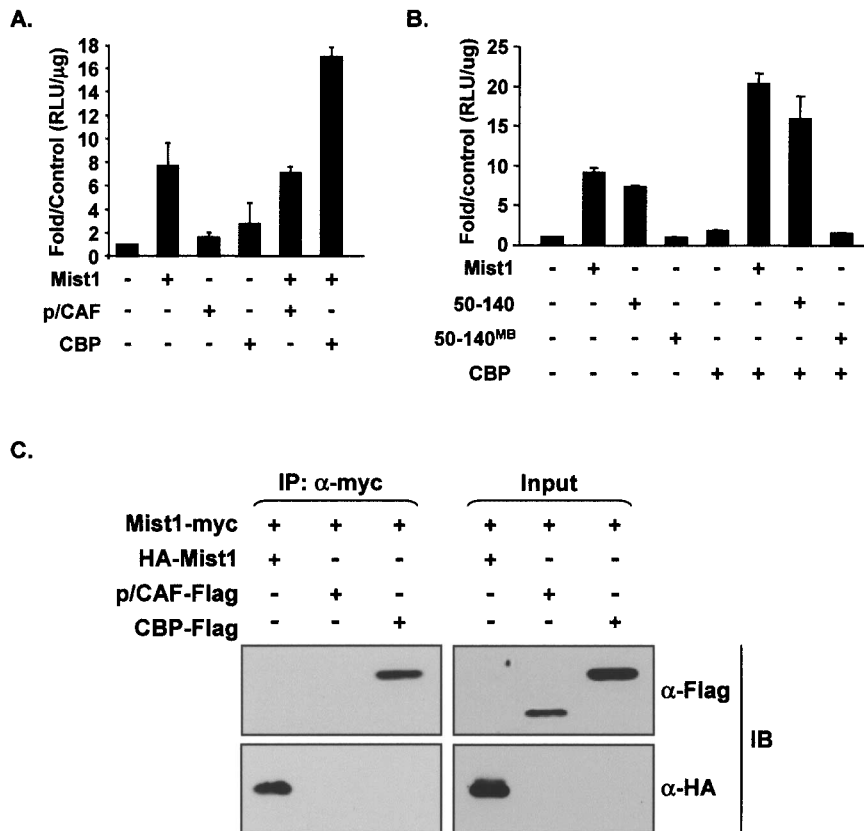 A.
Fold/Control (RLU/µg)
18
16
14
12
10
8
6
4
2
0
Mist1 - + - - + +
p/CAF - - + - + -
CBP - - - + - +
B.
Fold/control (RLU/ug)
25
20
15
10
5
0
Mist1 - + - - - + - -
50-140 - - + - - - + -
50-140MB - - - + - - - +
CBP - - - - + + + +
C.
IP: α-myc Input
Mist1-myc + + + + + +
HA-Mist1 + - - + - -
p/CAF-Flag - + - - + -
CBP-Flag - - + - - +
α-Flag
α-HA
IB